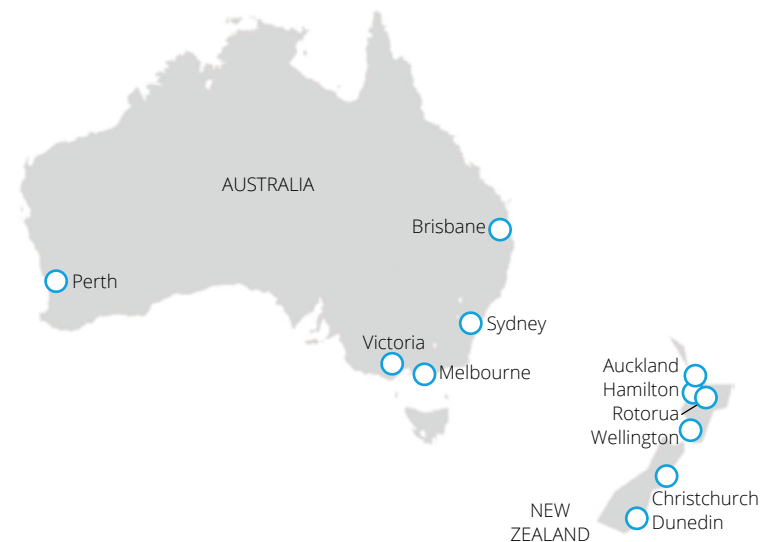 AUSTRALIA
Brisbane
Perth
Sydney
Victoria
Melbourne
Auckland
Hamilton
Rotorua
Wellington
Christchurch
NEW
ZEALAND
Dunedin